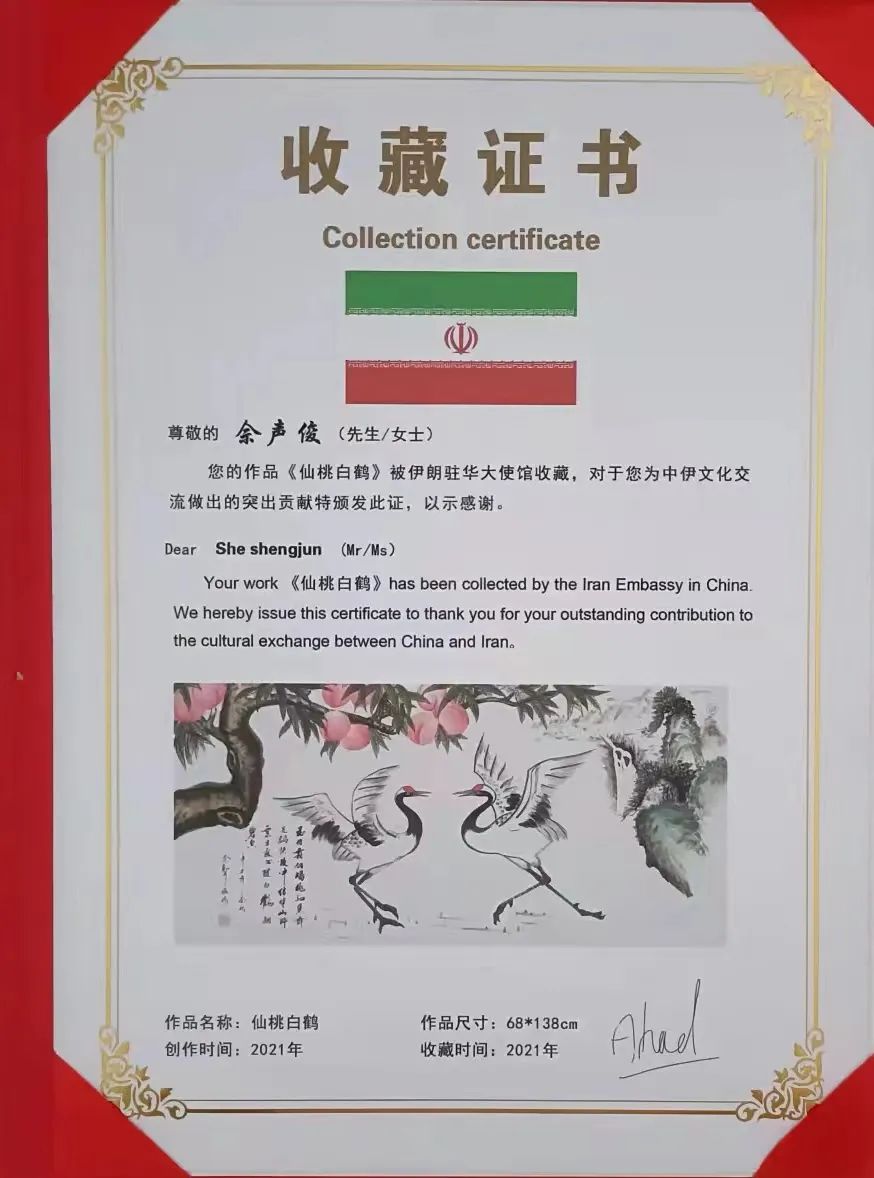 收藏证书
Collection certificate
尊敬的 佘声俊 （先生/女士）
您的作品《仙桃白鹤》被伊朗驻华大使馆收藏，对于您为中伊文化交
流做出的突出贡献特颁发此证，以示感谢。
Dear She shengjun （Mr/Ms）
Your work 《仙桃白鹤》has been collected by the Iran Embassy in China.
We hereby issue this certificate to thank you for your outstanding contribution to
the cultural exchange between China and Iran。
作品名称：仙桃白鹤
作品尺寸：68*138cm
创作时间：2021年
收藏时间：2021年